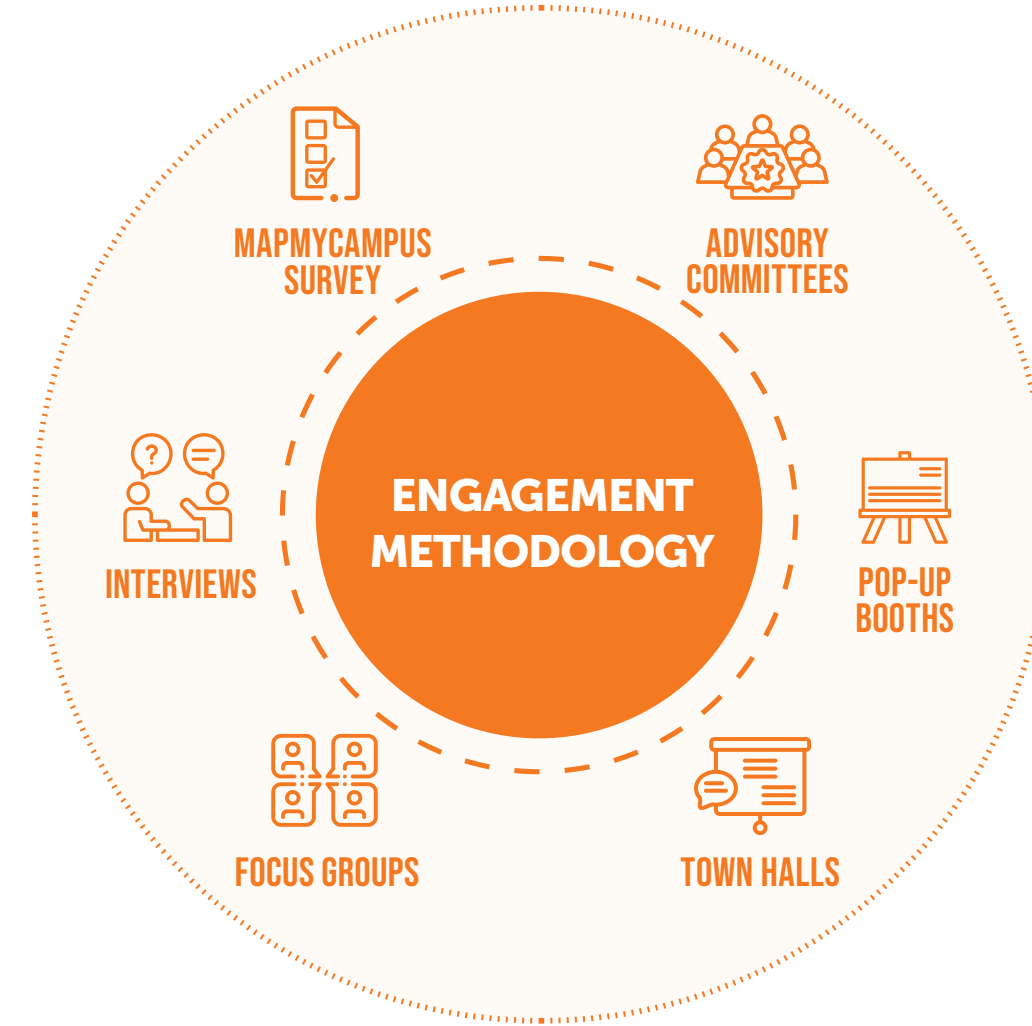 MAPMYCAMPUS
SURVEY
ADVISORY
COMMITTEES
ENGAGEMENT
METHODOLOGY
INTERVIEWS
?
POP-UP
BOOTHS
FOCUS GROUPS
TOWN HALLS